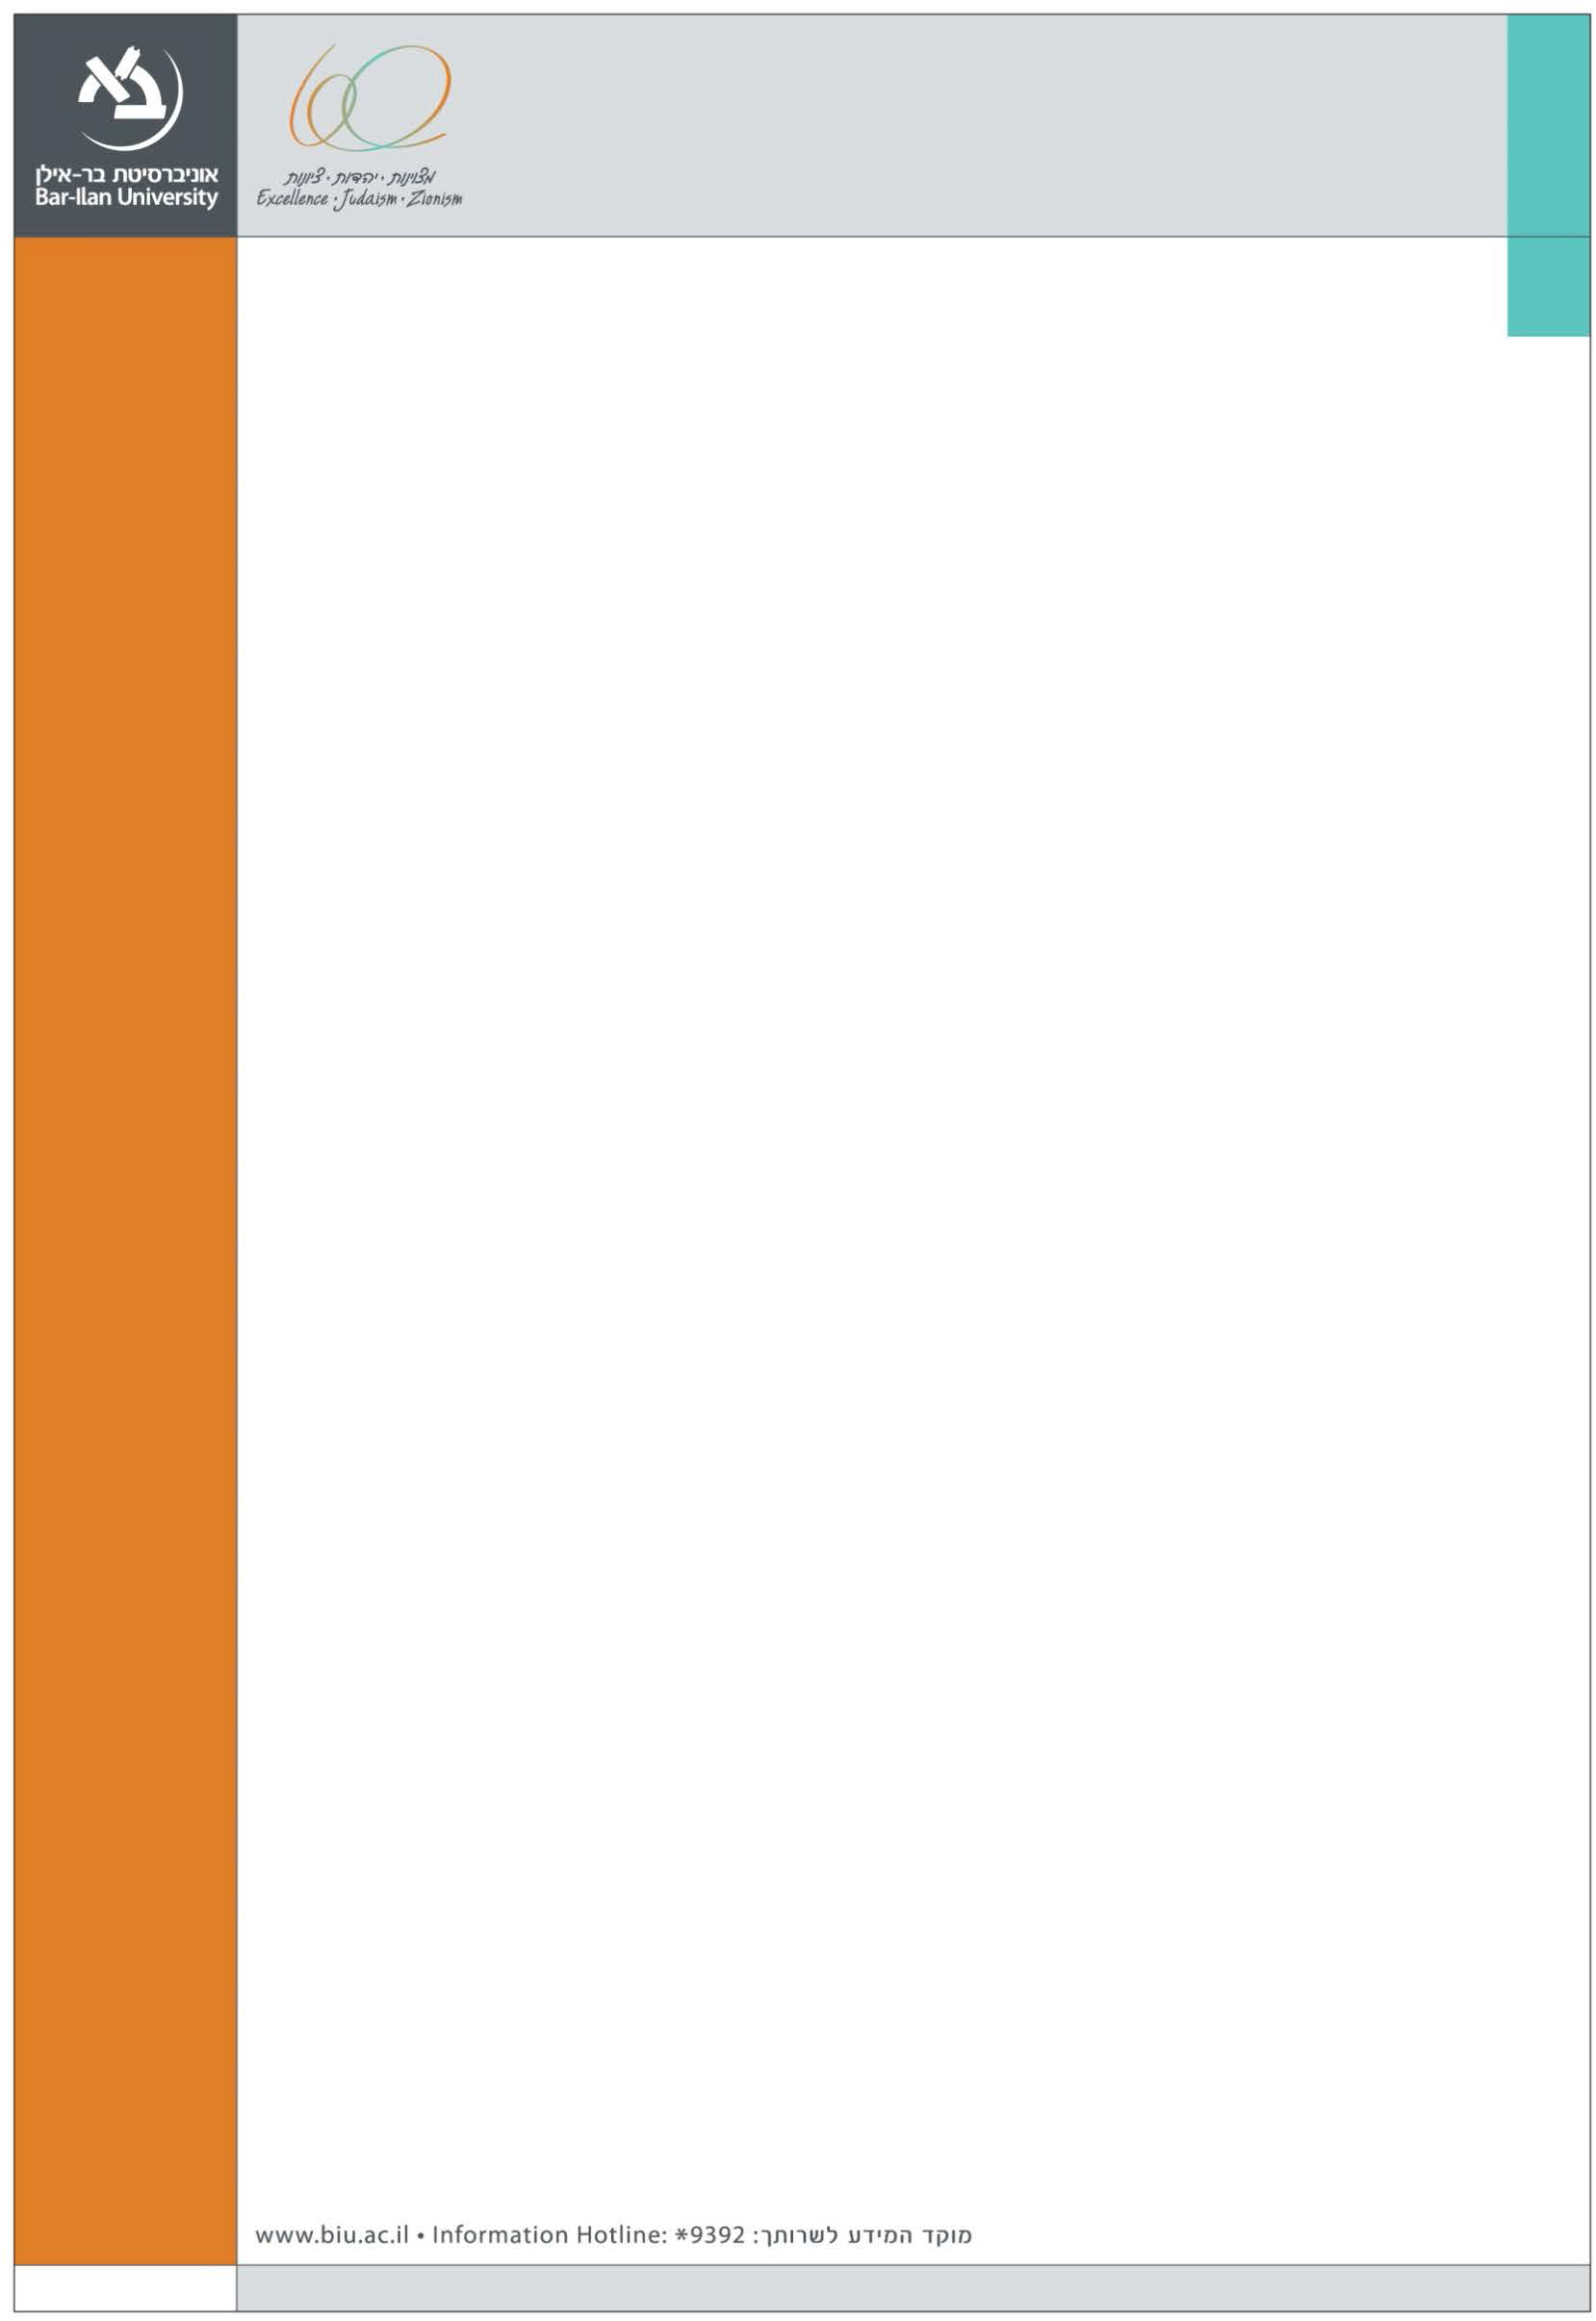 אוניברסיטת בר-אילן
Bar-Ilan University
מצוינות · יהדות · ציונות
Excellence · Judaism · Zionism
www.biu.ac.il • Information Hotline: *9392 :מוקד המידע לשרותך